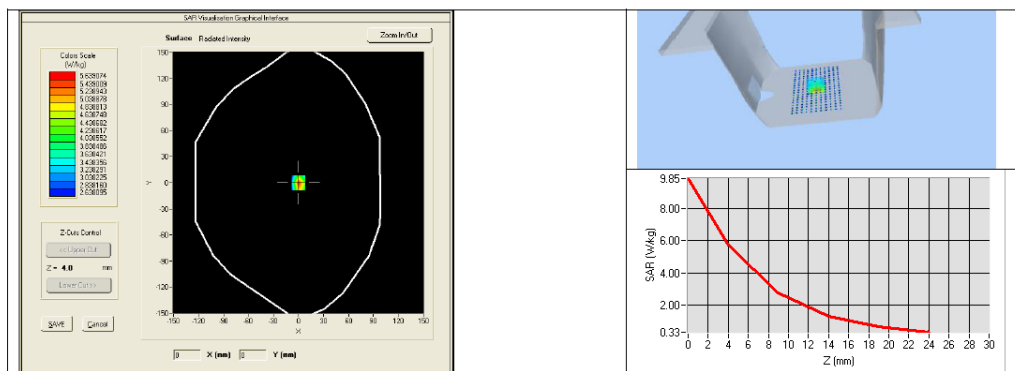 SAR Visualisation Graphical Interface
Surface Radiated Intensity
Zoom In/Out
Colors Scale
(W/kg)
5.639074
5.439009
5.238943
5.038878
4.838813
4.638748
4.438682
4.238617
4.038552
3.838486
3.638421
3.438356
3.238291
3.038225
2.838160
2.638095
Z-Cuts Control
<< Upper Cut
Z = 4.0 mm
Lower Cut >>
SAVE Cancel
150
120
90
60
30
0
-30
-60
-90
-120
-150
Y
-150 -120 -90 -60 -30 0 30 60 90 120 150
X
0 X (mm) 0 Y (mm)
9.85
8.00
6.00
4.00
2.00
0.33
SAR (W/kg)
0 2 4 6 8 10 12 14 16 18 20 22 24 26 28 30
Z (mm)